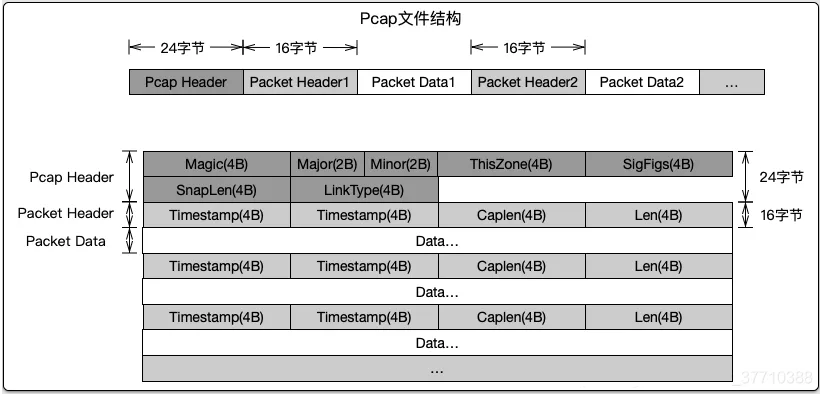 Pcap文件结构
24字节 16字节 16字节
Pcap Header Packet Header1 Packet Data1 Packet Header2 Packet Data2 ...
Magic(4B) Major(2B) Minor(2B) ThisZone(4B) SigFigs(4B)
Pcap Header 24字节
SnapLen(4B) LinkType(4B)
Packet Header Timestamp(4B) Timestamp(4B) Caplen(4B) Len(4B) 16字节
Packet Data Data...
Timestamp(4B) Timestamp(4B) Caplen(4B) Len(4B)
Data...
Timestamp(4B) Timestamp(4B) Caplen(4B) Len(4B)
Data...
...
_37710388